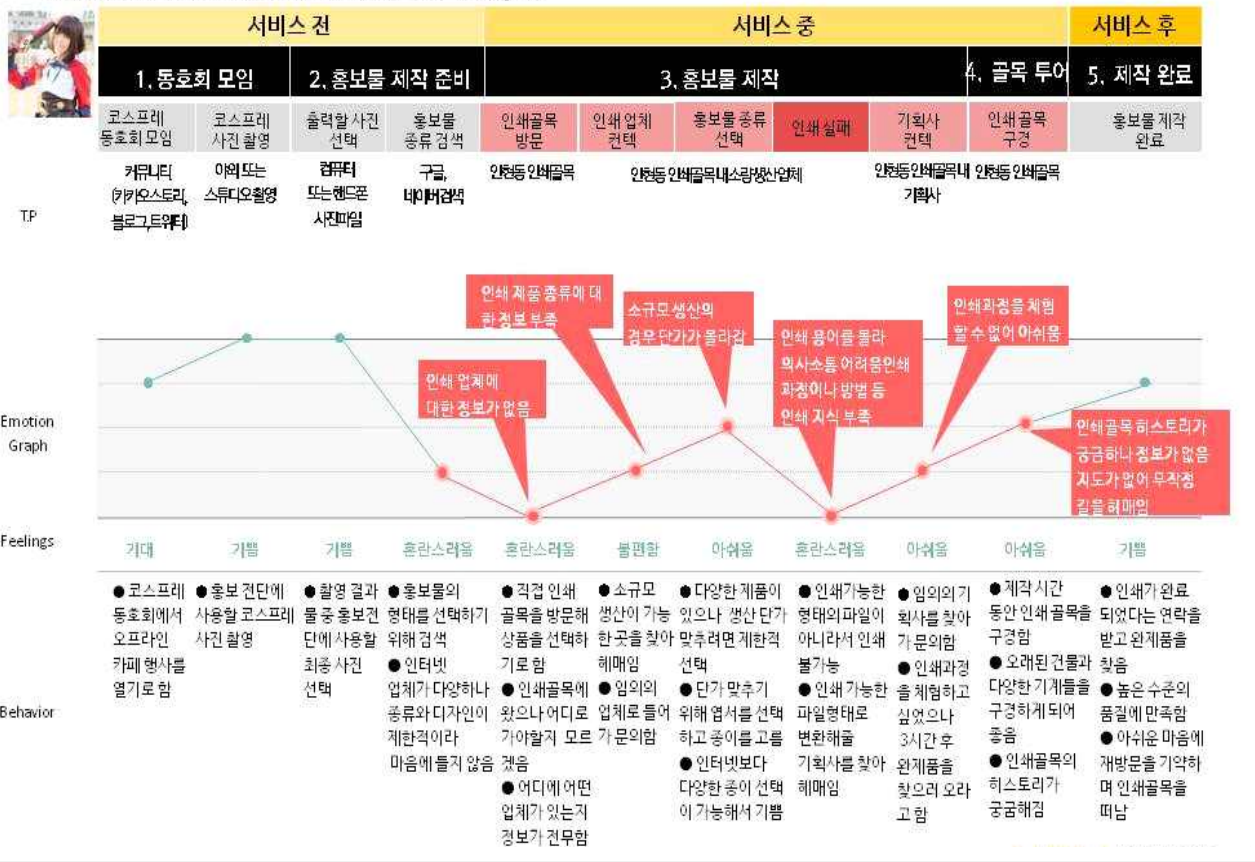 서비스 전
서비스 중
서비스 후
1. 동호회 모임
2. 홍보물 제작 준비
3. 홍보물 제작
4. 골목 투어
5. 제작 완료
코스프레
동호회 모임
코스프레
사진 촬영
출력할 사진
선택
홍보물
종류 검색
인쇄골목
방문
인쇄 업체
컨텍
홍보물 종류
선택
인쇄 실패
기획사
컨텍
인쇄 골목
구경
홍보물 제작
완료
T.P
커뮤니티
(카카오스토리,
블로그,트위터)
야외 또는
스튜디오촬영
컴퓨터
또는핸드폰
사진파일
구글,
네이버검색
인현동 인쇄골목
인현동 인쇄골목내소량생산업체
인현동인쇄골목내
기획사
인현동 인쇄골목
Emotion
Graph
인쇄 업체에
대한 정보가 없음
인쇄 제품 종류에 대
한 정보 부족
소규모 생산의
경우 단가가 올라감
인쇄 용어를 몰라
의사소통 어려움인쇄
과정이나 방법 등
인쇄 지식 부족
인쇄과정을 체험
할 수 없어 아쉬움
인쇄골목 히스토리가
궁금하나 정보가 없음
지도가 없어 무작정
길을 헤매임
Feelings
기대
기쁨
기쁨
혼란스러움
혼란스러움
불편함
아쉬움
혼란스러움
아쉬움
아쉬움
기쁨
Behavior
● 코스프레
동호회에서
오프라인
카페 행사를
열기로 함
● 홍보 전단에
사용할 코스프레
사진 촬영
● 촬영 결과
물 중 홍보전
단에 사용할
최종 사진
선택
● 홍보물의
형태를 선택하기
위해 검색
● 인터넷
업체가 다양하나
종류와 디자인이
제한적이라
마음에 들지 않음
● 직접 인쇄
골목을 방문해
상품을 선택하
기로 함
● 인쇄골목에
왔으나 어디로
가야할지 모르
겠음
● 어디에 어떤
업체가 있는지
정보가 전무함
● 소규모
생산이 가능
한 곳을 찾아
헤매임
● 임의의
업체로 들어
가 문의함
● 다양한 제품이
있으나 생산 단가
맞추려면 제한적
선택
● 단가 맞추기
위해 엽서를 선택
하고 종이를 고름
● 인터넷보다
다양한 종이 선택
이 가능해서 기쁨
● 인쇄가능한
형태의파일이
아니라서 인쇄
불가능
● 인쇄 가능한
파일형태로
변환해줄
기획사를 찾아
헤매임
● 임의의 기
획사를 찾아
가 문의함
● 인쇄과정
을 체험하고
싶었으나
3시간 후
완제품을
찾으러 오라
고 함
● 제작 시간
동안 인쇄 골목을
구경함
● 오래된 건물과
다양한 기계들을
구경하게 되어
좋음
● 인쇄골목의
히스토리가
궁금해짐
● 인쇄가 완료
되었다는 연락을
받고 완제품을
찾음
● 높은 수준의
품질에 만족함
● 아쉬운 마음에
재방문을 기약하
며 인쇄골목을
떠남